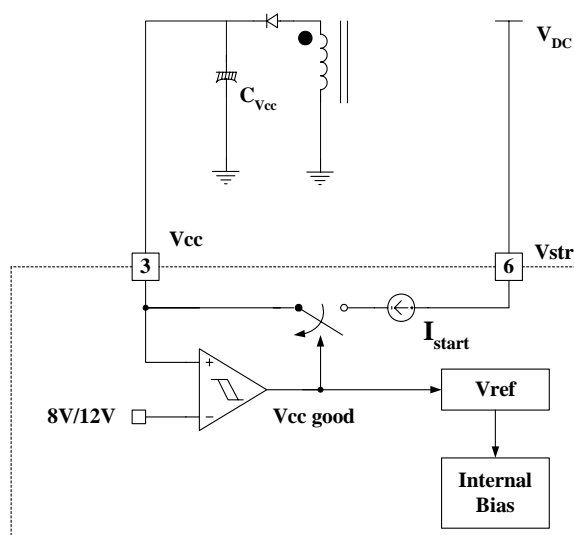 V_DC
C_Vcc
Vcc
Vstr
3
6
I_start
+
8V/12V
−
Vcc good
Vref
Internal
Bias